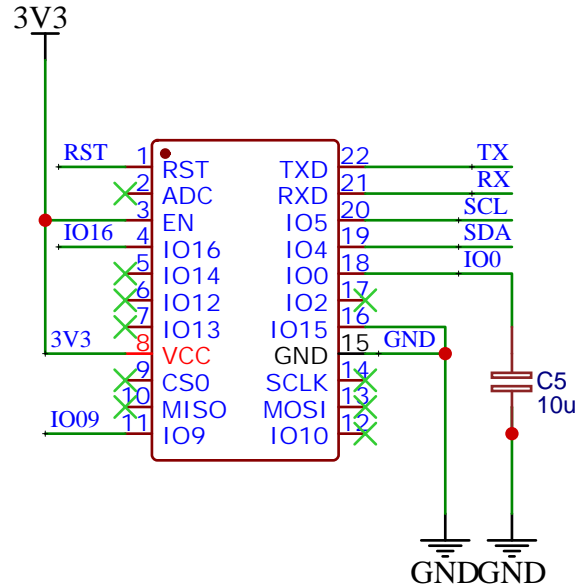 3V3
RST 1 RST TXD 22 TX
2 ADC RXD 21 RX
3 EN IO5 20 SCL
IO16 4 IO16 IO4 19 SDA
5 IO14 IO0 18 IO0
6 IO12 IO2 17
7 IO13 IO15 16
3V3 8 VCC GND 15 GND
9 CS0 SCLK 14 C5
10 MISO MOSI 13 10u
IO09 11 IO9 IO10 12
GND GND